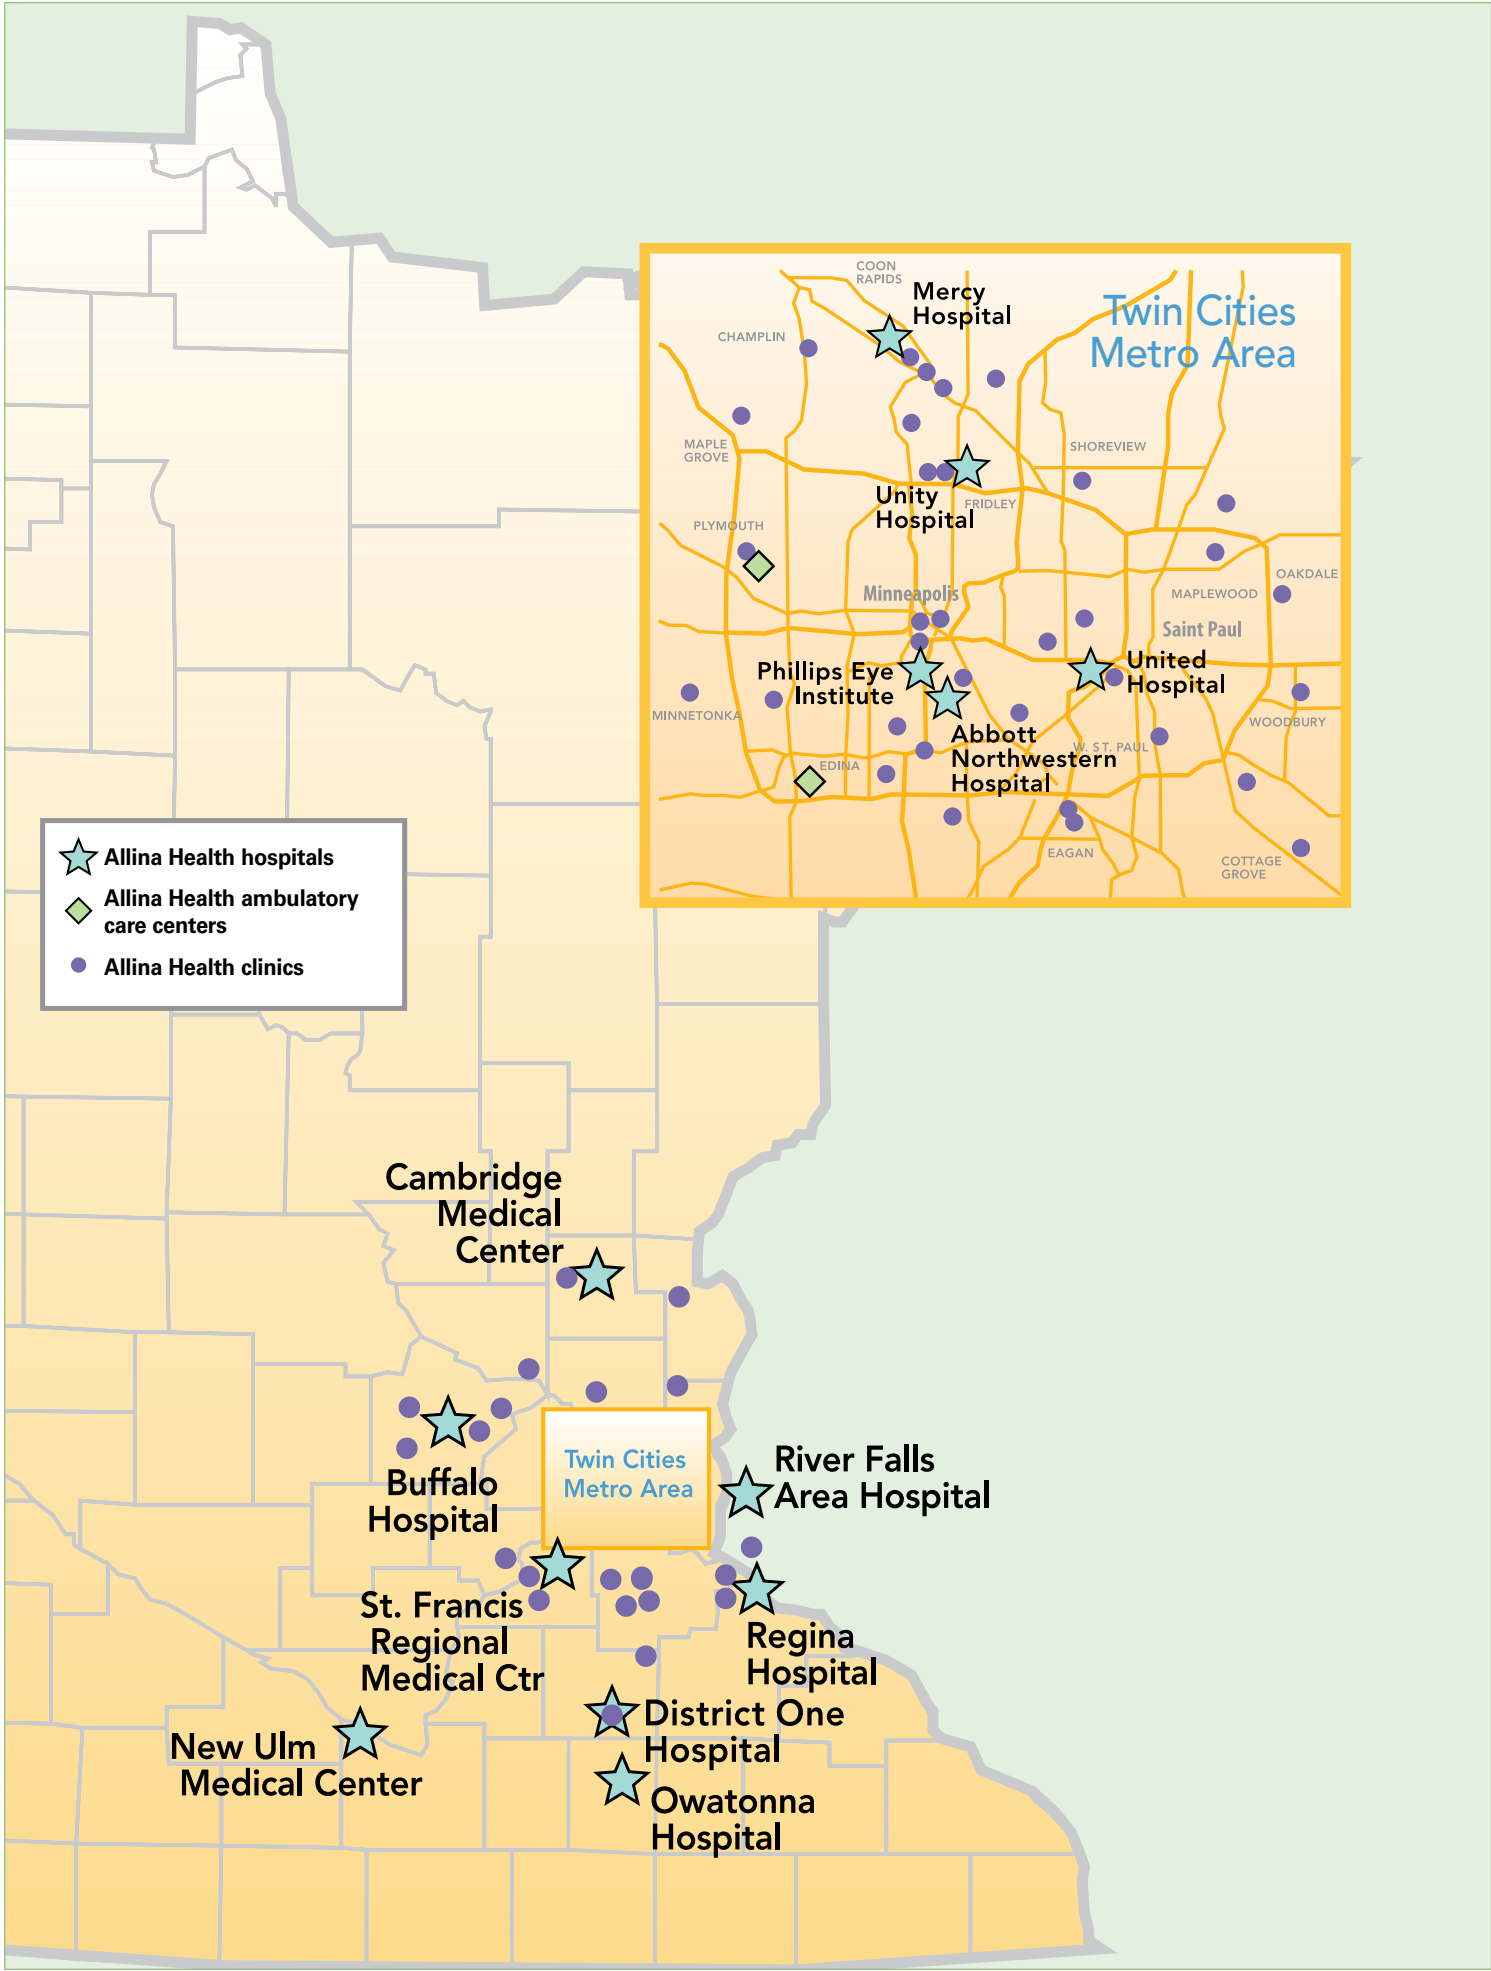 COON
RAPIDS
Mercy
Hospital
Twin Cities
Metro Area
CHAMPLIN
MAPLE
GROVE
SHOREVIEW
Unity
Hospital
FRIDLEY
PLYMOUTH
OAKDALE
Minneapolis
MAPLEWOOD
Saint Paul
Phillips Eye
Institute
United
Hospital
MINNETONKA
WOODBURY
Abbott
Northwestern
Hospital
W. ST. PAUL
EDINA
EAGAN
COTTAGE
GROVE
Allina Health hospitals
Allina Health ambulatory
care centers
Allina Health clinics
Cambridge
Medical
Center
Twin Cities
Metro Area
River Falls
Area Hospital
Buffalo
Hospital
St. Francis
Regional
Medical Ctr
Regina
Hospital
District One
Hospital
New Ulm
Medical Center
Owatonna
Hospital